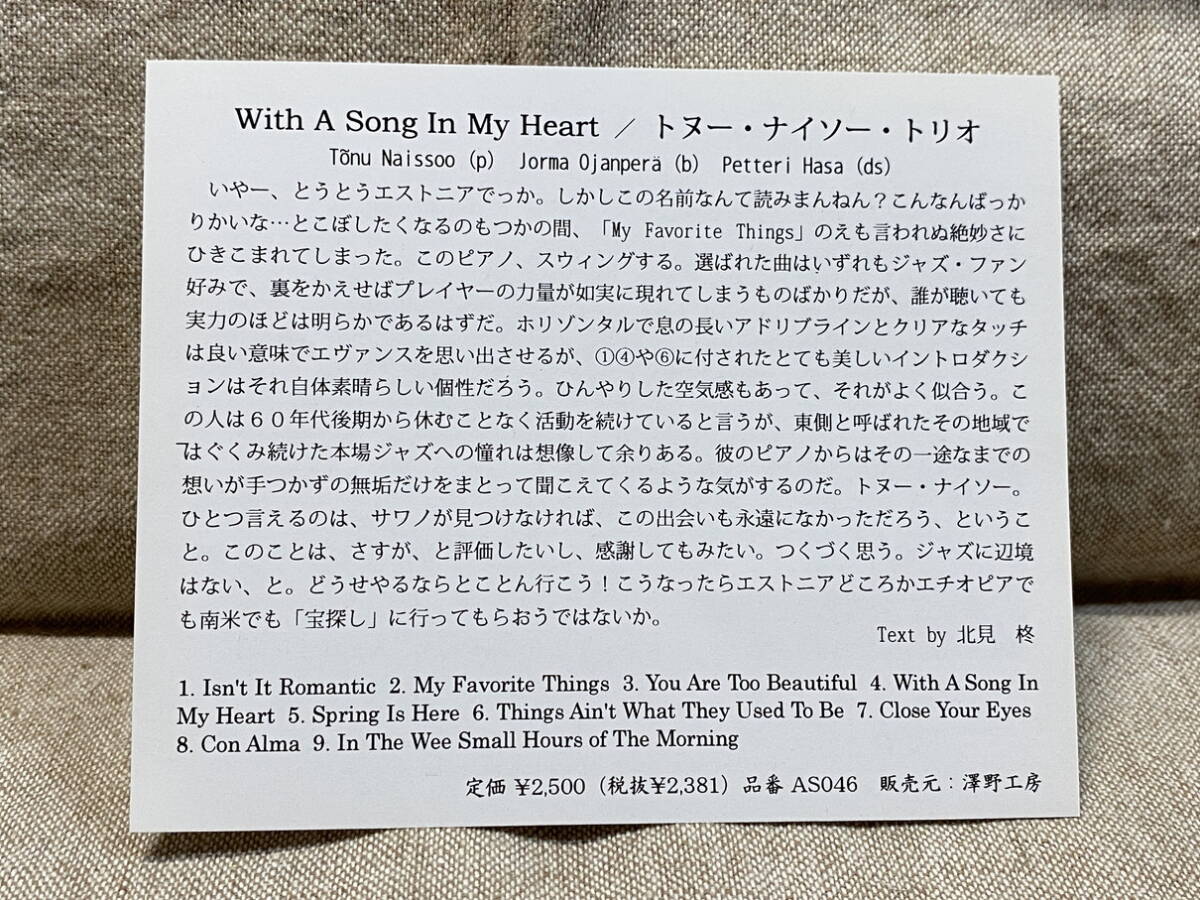 With A Song In My Heart / トヌー・ナイソー・トリオ
Tõnu Naissoo (p) Jorma Ojanperä (b) Petteri Hasa (ds)
いやー、とうとうエストニアでっか。しかしこの名前なんて読みまんねん？こんなんばっか
りかいな…とこぼしたくなるのもつかの間、「My Favorite Things」のえも言われぬ絶妙さに
ひきこまれてしまった。このピアノ、スウィングする。選ばれた曲はいずれもジャズ・ファン
好みで、裏をかえせばプレイヤーの力量が如実に現れてしまうものばかりだが、誰が聴いても
実力のほどは明らかであるはずだ。ホリゾンタルで息の長いアドリブラインとクリアなタッチ
は良い意味でエヴァンスを思い出させるが、①④や⑥に付されたとても美しいイントロダクシ
ョンはそれ自体素晴らしい個性だろう。ひんやりした空気感もあって、それがよく似合う。こ
の人は６０年代後期から休むことなく活動を続けていると言うが、東側と呼ばれたその地域で
はぐくみ続けた本場ジャズへの憧れは想像して余りある。彼のピアノからはその一途なまでの
想いが手つかずの無垢だけをまとって聞こえてくるような気がするのだ。トヌー・ナイソー。
ひとつ言えるのは、サワノが見つけなければ、この出会いも永遠になかっただろう、というこ
と。このことは、さすが、と評価したいし、感謝してもみたい。つくづく思う。ジャズに辺境
はない、と。どうせやるならとことん行こう！こうなったらエストニアどころかエチオピアで
も南米でも「宝探し」に行ってもらおうではないか。
Text by 北見 柊
1. Isn't It Romantic 2. My Favorite Things 3. You Are Too Beautiful 4. With A Song In
My Heart 5. Spring Is Here 6. Things Ain't What They Used To Be 7. Close Your Eyes
8. Con Alma 9. In The Wee Small Hours of The Morning
定価 ¥2,500（税抜¥2,381）品番 AS046 販売元：澤野工房